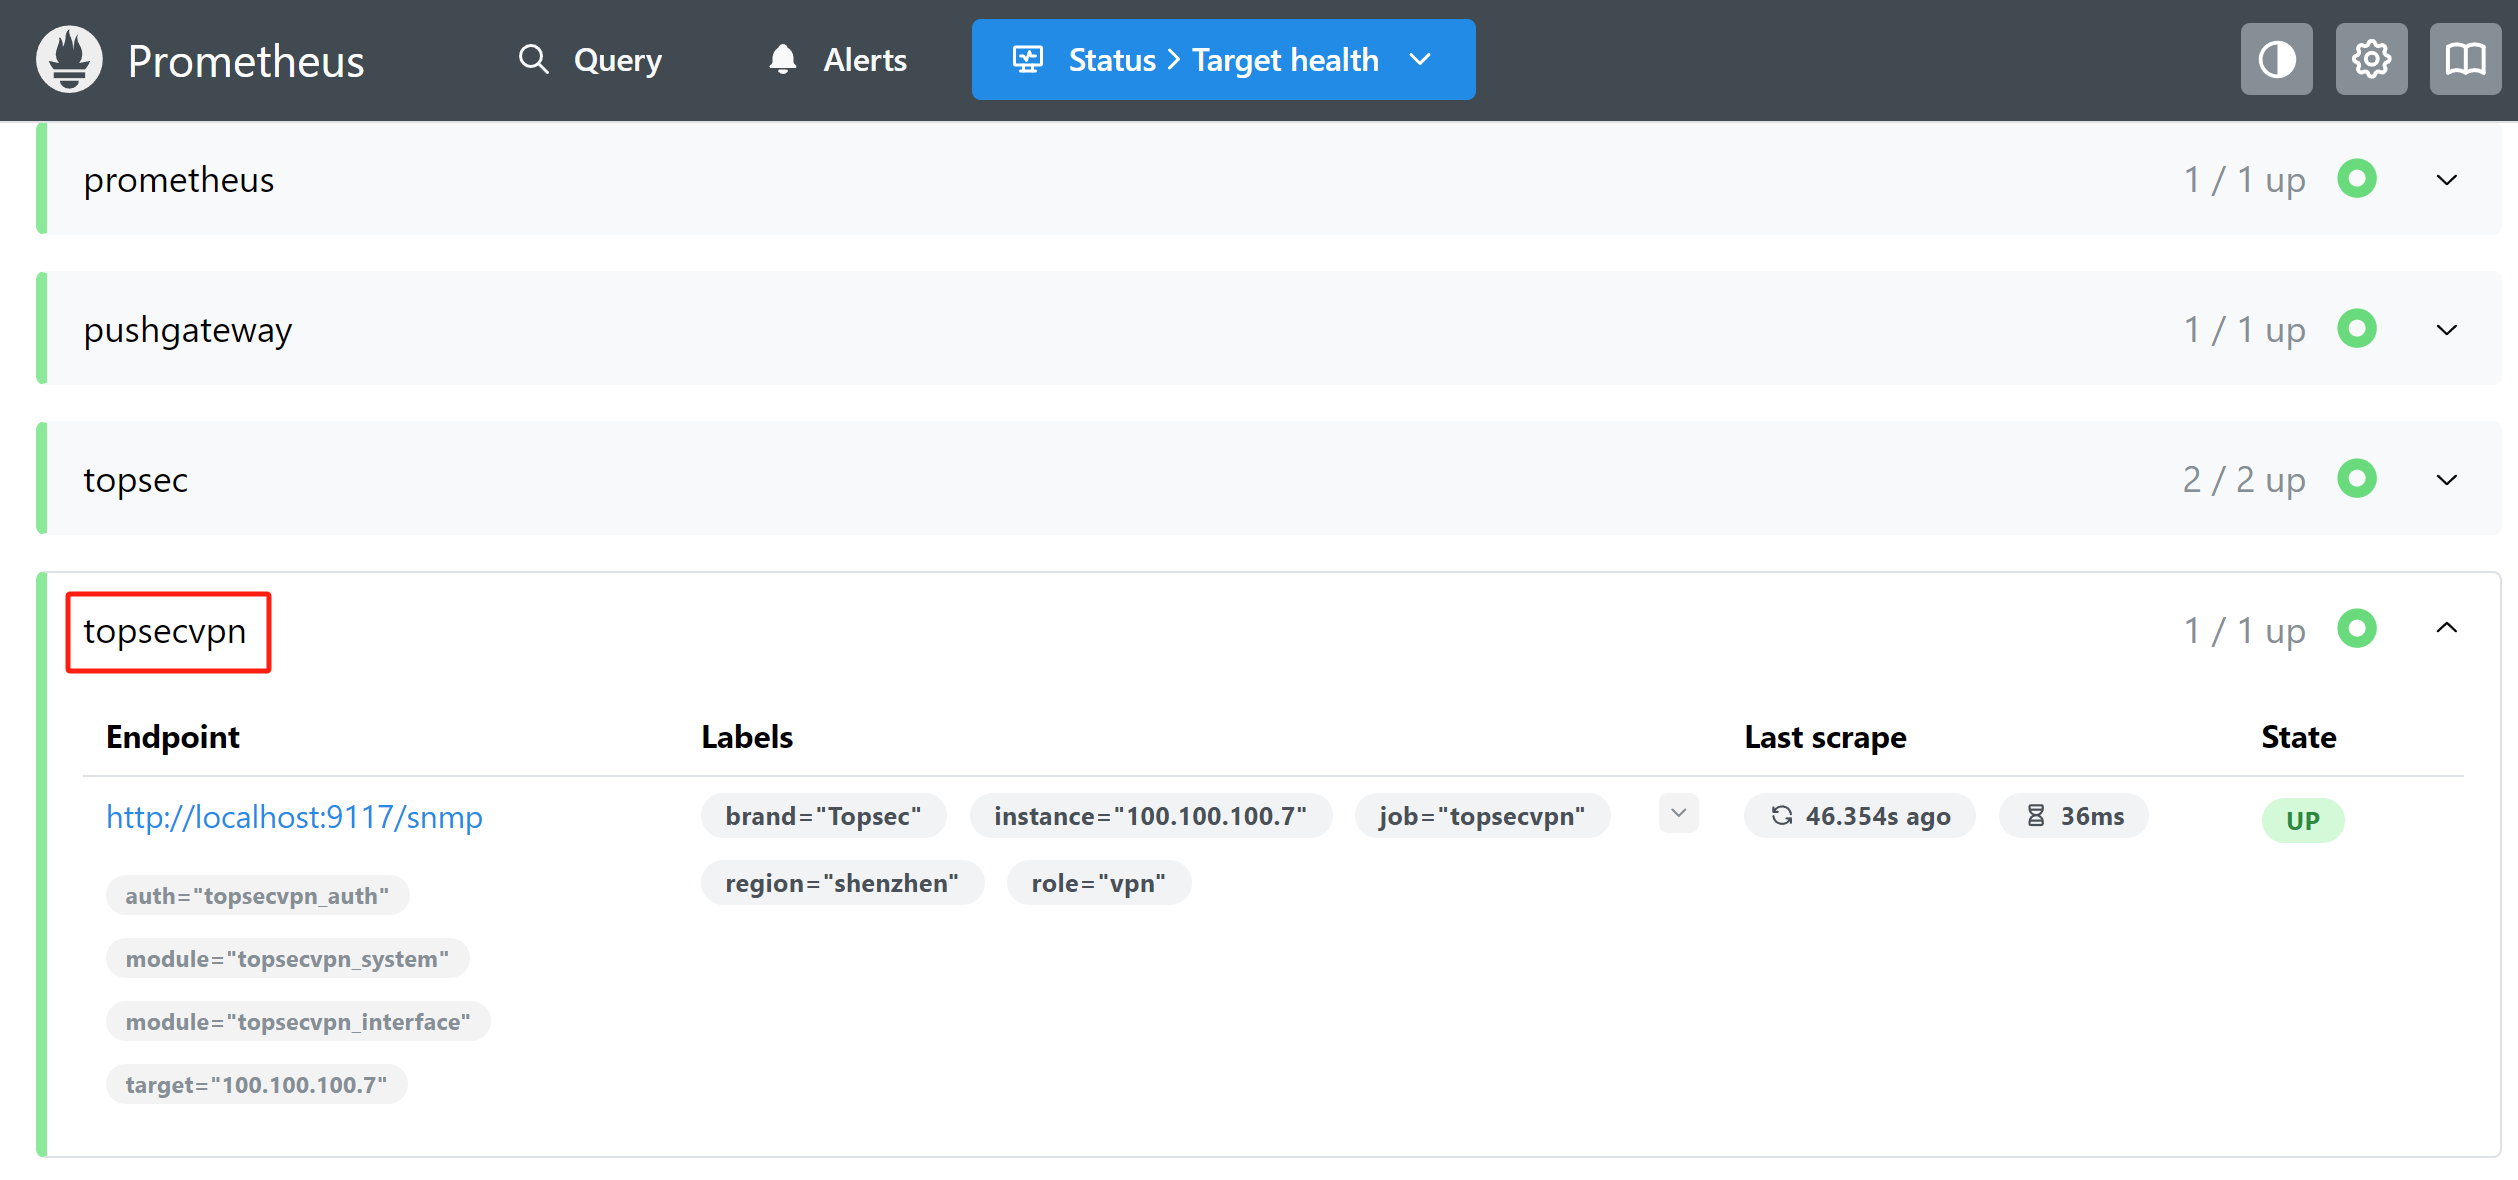 Prometheus Query Alerts Status > Target health
prometheus 1 / 1 up
pushgateway 1 / 1 up
topsec 2 / 2 up
topsecvpn 1 / 1 up
Endpoint Labels Last scrape State
http://localhost:9117/snmp brand="Topsec" instance="100.100.100.7" job="topsecvpn" 46.354s ago 36ms UP
region="shenzhen" role="vpn"
auth="topsecvpn_auth"
module="topsecvpn_system"
module="topsecvpn_interface"
target="100.100.100.7"